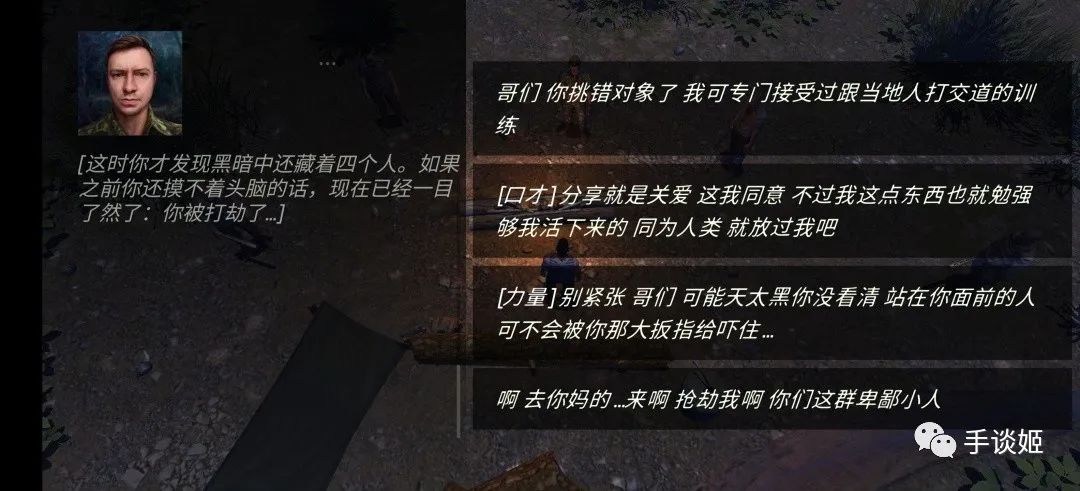 ...
[这时你才发现黑暗中还藏着四个人。如果
之前你还摸不着头脑的话，现在已经一目
了然了：你被打劫了...]
哥们 你挑错对象了 我可专门接受过跟当地人打交道的训
练
[口才] 分享就是关爱 这我同意 不过我这点东西也就勉强
够我活下来的 同为人类 就放过我吧
[力量] 别紧张 哥们 可能天太黑你没看清 站在你面前的人
可不会被你那大扳指给吓住...
啊 去你妈的 ...来啊 抢劫我啊 你们这群卑鄙小人
手谈姬